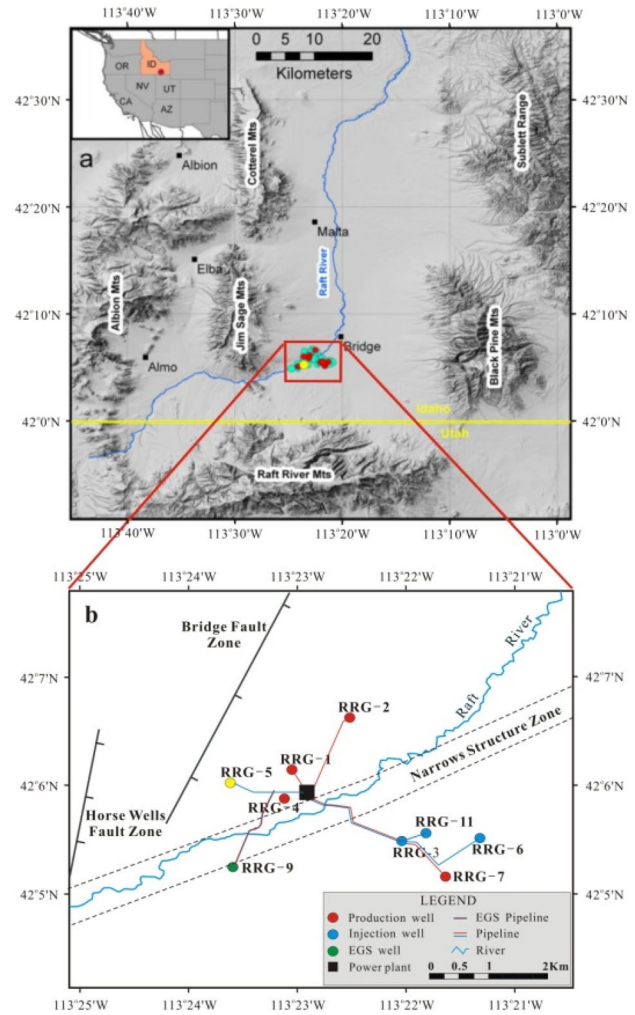 113°40'W 113°30'W 113°20'W 113°10'W 113°0'W
OR
ID
NV
UT
CA
AZ
0 5 10 20
Kilometers
42°30'N
42°30'N
a
Albion
Cotterel Mts
Sublett Range
42°20'N
42°20'N
Malta
Elba
Raft River
Albion Mts
Jim Sage Mts
Black Pine Mts
42°10'N
42°10'N
Bridge
Almo
42°0'N
42°0'N
Idaho
Utah
Raft River Mts
113°40'W 113°30'W 113°20'W 113°10'W 113°0'W
113°25'W 113°24'W 113°23'W 113°22'W 113°21'W
b
Bridge Fault
Zone
River
Raft
42°7'N
42°7'N
RRG-2
Narrows Structure Zone
RRG-1
RRG-5
42°6'N
42°6'N
RRG-4
Horse Wells
Fault Zone
RRG-11
RRG-3
RRG-6
RRG-9
RRG-7
42°5'N
42°5'N
LEGEND
Production well
EGS Pipeline
Injection well
Pipeline
EGS well
River
Power plant
0 0.5 1 2Km
113°25'W 113°24'W 113°23'W 113°22'W 113°21'W